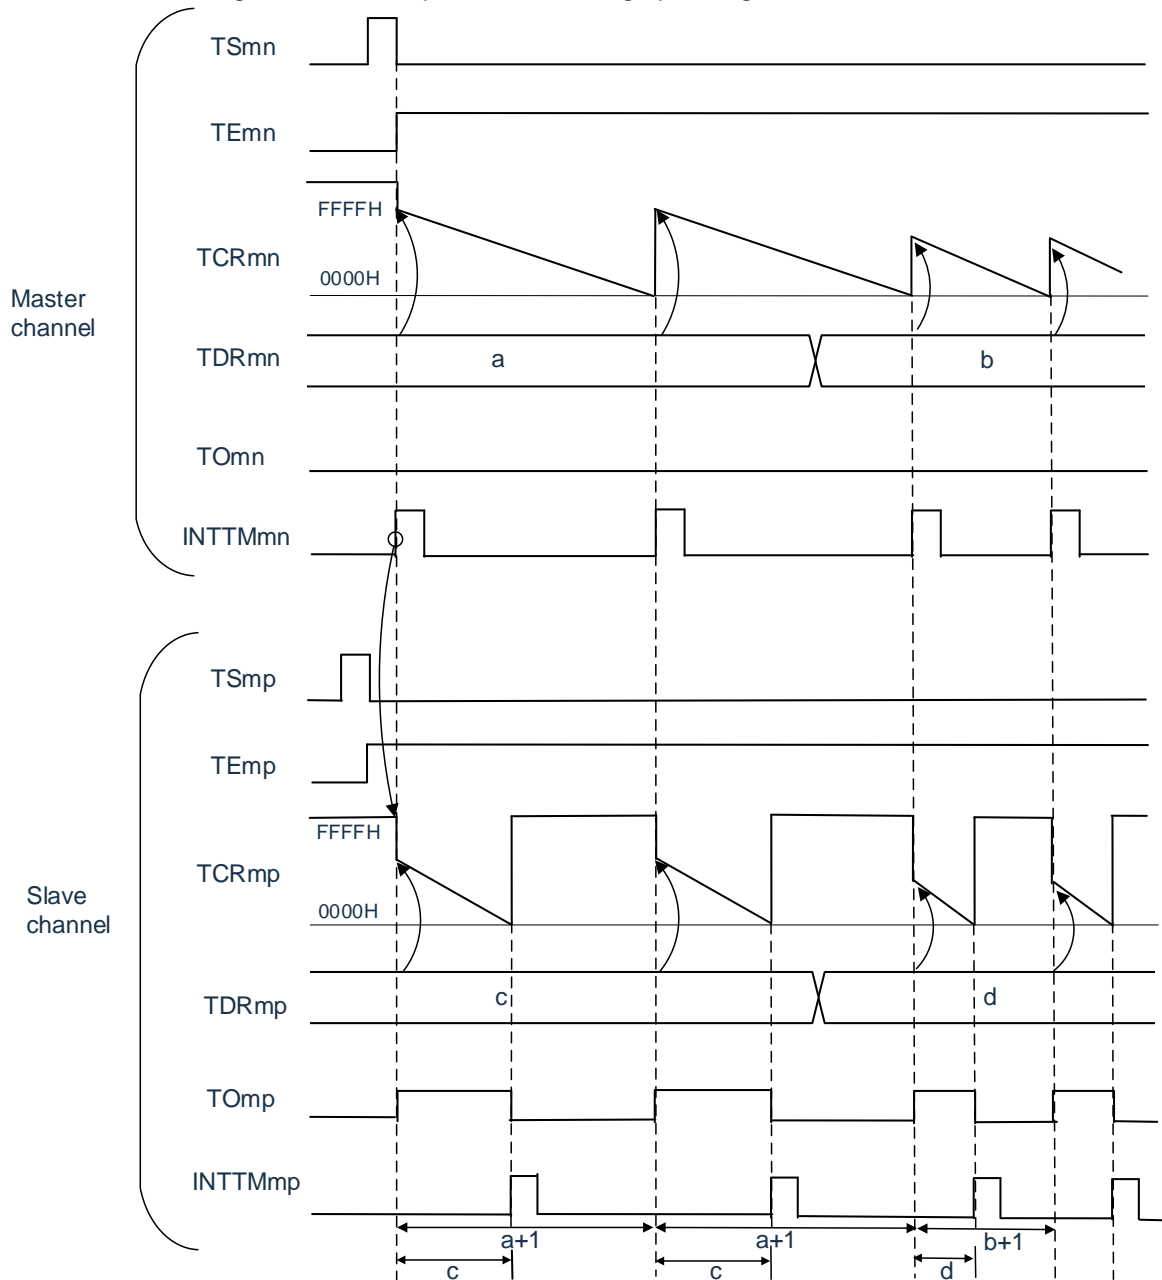 TSmn
TEmn
FFFFH
TCRmn
0000H
Master
channel
TDRmn
a
b
TOmn
INTTMmn
TSmp
TEmp
FFFFH
TCRmp
0000H
Slave
channel
TDRmp
c
d
TOmp
INTTMmp
a+1
a+1
b+1
c
c
d